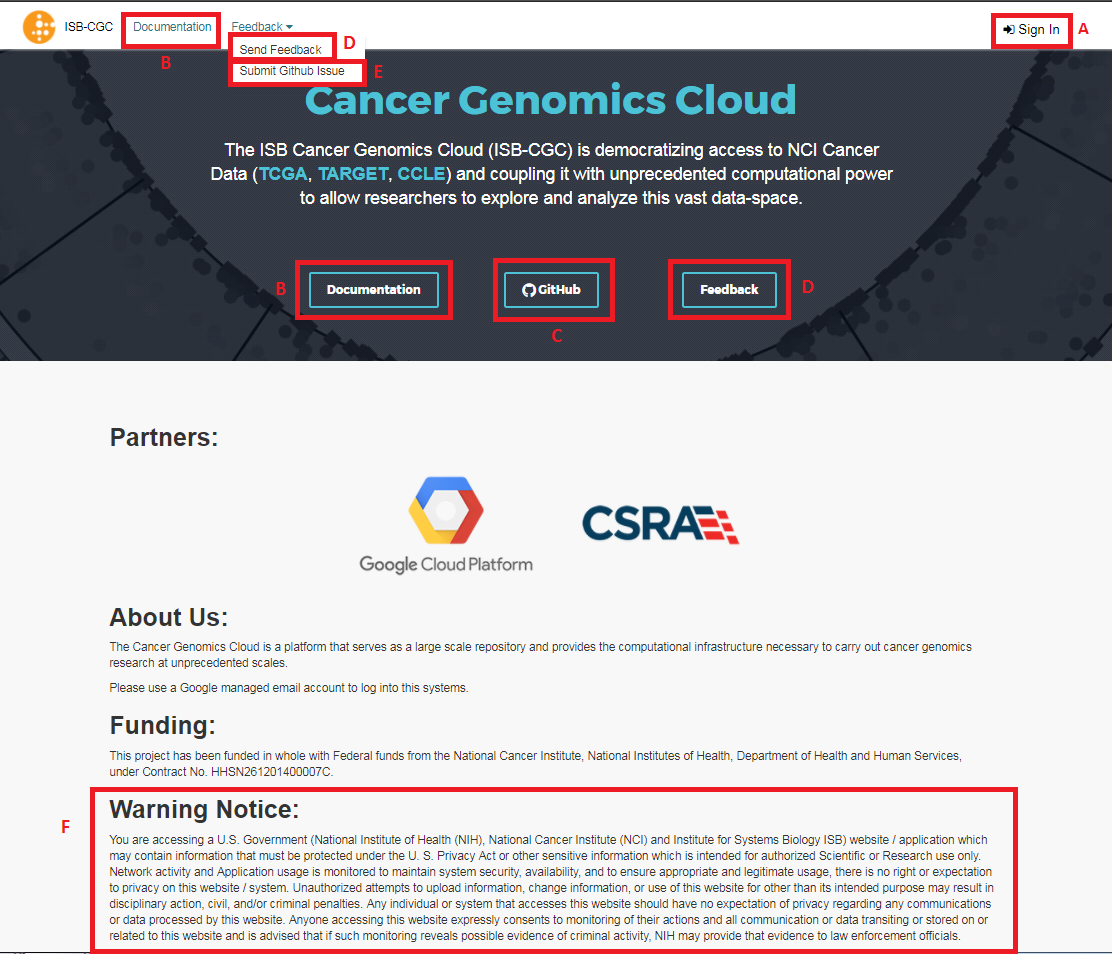 ISB-CGC Documentation Feedback Sign In A
B
Send Feedback D
Submit Github Issue E
Cancer Genomics Cloud
The ISB Cancer Genomics Cloud (ISB-CGC) is democratizing access to NCI Cancer
Data (TCGA, TARGET, CCLE) and coupling it with unprecedented computational power
to allow researchers to explore and analyze this vast data-space.
B Documentation GitHub Feedback D
C
Partners:
Google Cloud Platform
CSRA
About Us:
The Cancer Genomics Cloud is a platform that serves as a large scale repository and provides the computational infrastructure necessary to carry out cancer genomics
research at unprecedented scales.
Please use a Google managed email account to log into this systems.
Funding:
This project has been funded in whole with Federal funds from the National Cancer Institute, National Institutes of Health, Department of Health and Human Services,
under Contract No. HHSN261201400007C.
Warning Notice:
F
You are accessing a U.S. Government (National Institute of Health (NIH), National Cancer Institute (NCI) and Institute for Systems Biology ISB) website / application which
may contain information that must be protected under the U. S. Privacy Act or other sensitive information which is intended for authorized Scientific or Research use only.
Network activity and Application usage is monitored to maintain system security, availability, and to ensure appropriate and legitimate usage, there is no right or expectation
to privacy on this website / system. Unauthorized attempts to upload information, change information, or use of this website for other than its intended purpose may result in
disciplinary action, civil, and/or criminal penalties. Any individual or system that accesses this website should have no expectation of privacy regarding any communications
or data processed by this website. Anyone accessing this website expressly consents to monitoring of their actions and all communication or data transiting or stored on or
related to this website and is advised that if such monitoring reveals possible evidence of criminal activity, NIH may provide that evidence to law enforcement officials.